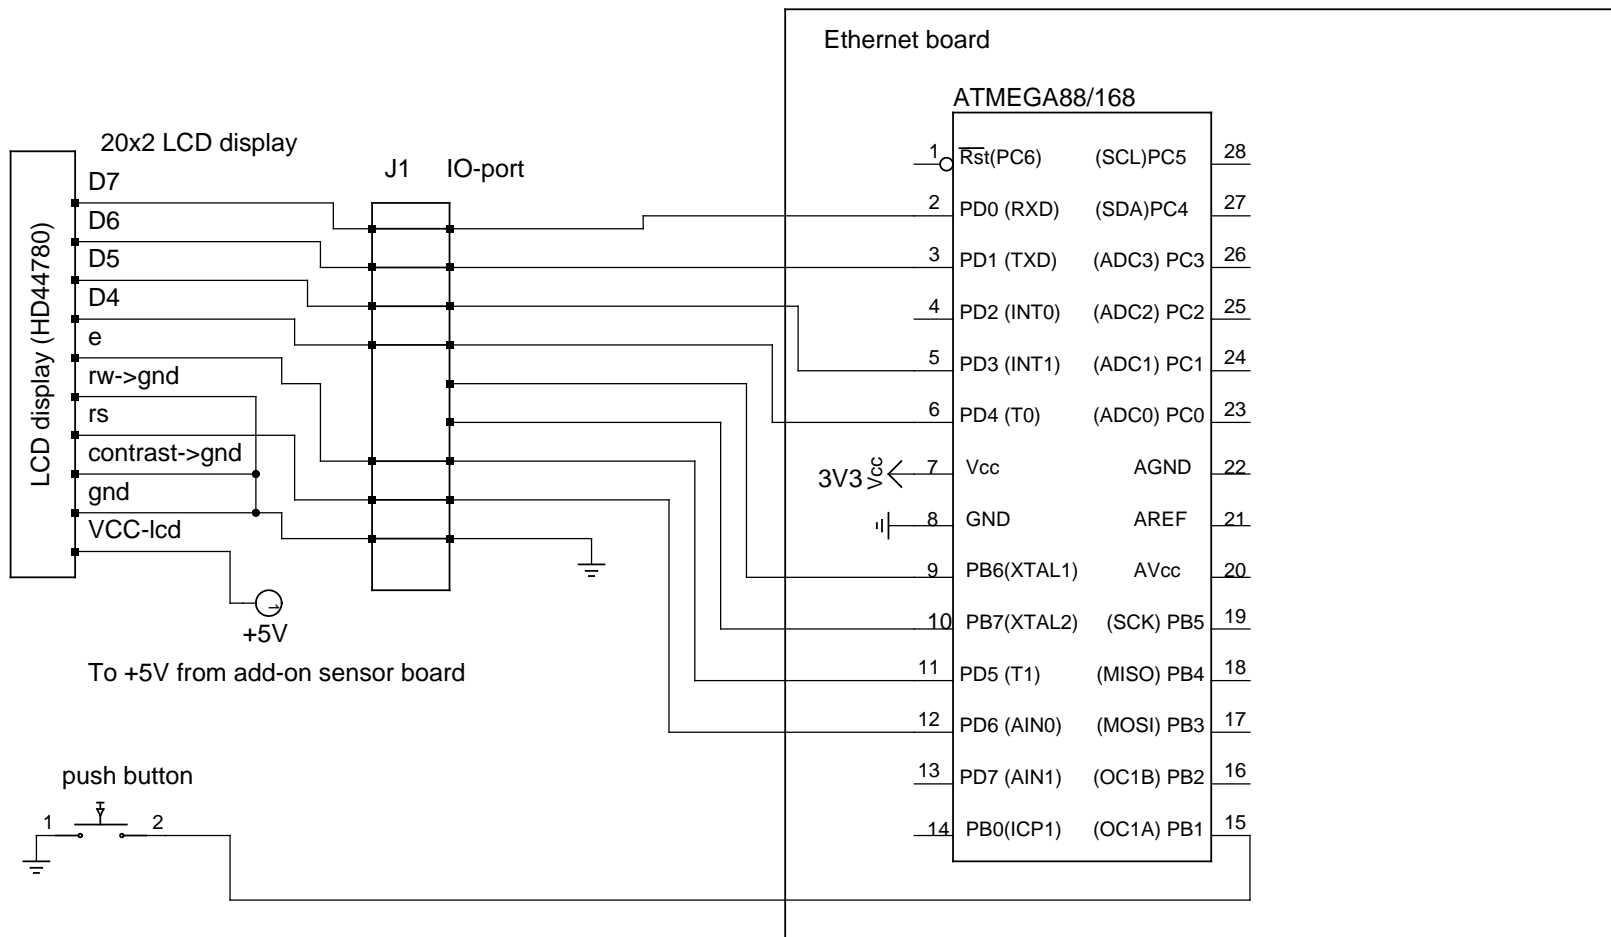 Ethernet board
ATMEGA88/168
20x2 LCD display
J1 IO-port
LCD display (HD44780)
D7
D6
D5
D4
e
rw->gnd
rs
contrast->gnd
gnd
VCC-lcd
1
+5V
To +5V from add-on sensor board
push button
1 2
1 Rst(PC6) (SCL)PC5 28
2 PD0 (RXD) (SDA)PC4 27
3 PD1 (TXD) (ADC3) PC3 26
4 PD2 (INT0) (ADC2) PC2 25
5 PD3 (INT1) (ADC1) PC1 24
6 PD4 (T0) (ADC0) PC0 23
3V3 Vcc 7 Vcc AGND 22
8 GND AREF 21
9 PB6(XTAL1) AVcc 20
10 PB7(XTAL2) (SCK) PB5 19
11 PD5 (T1) (MISO) PB4 18
12 PD6 (AIN0) (MOSI) PB3 17
13 PD7 (AIN1) (OC1B) PB2 16
14 PB0(ICP1) (OC1A) PB1 15